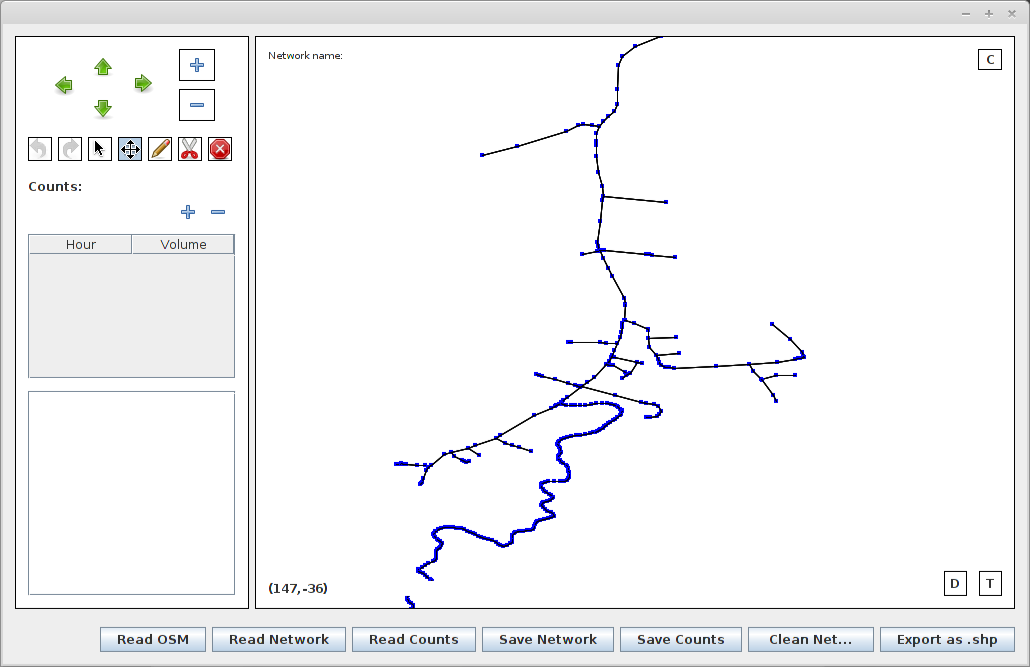 Network name:
C
Counts:
Hour Volume
(147,-36)
D T
Read OSM Read Network Read Counts Save Network Save Counts Clean Net... Export as .shp